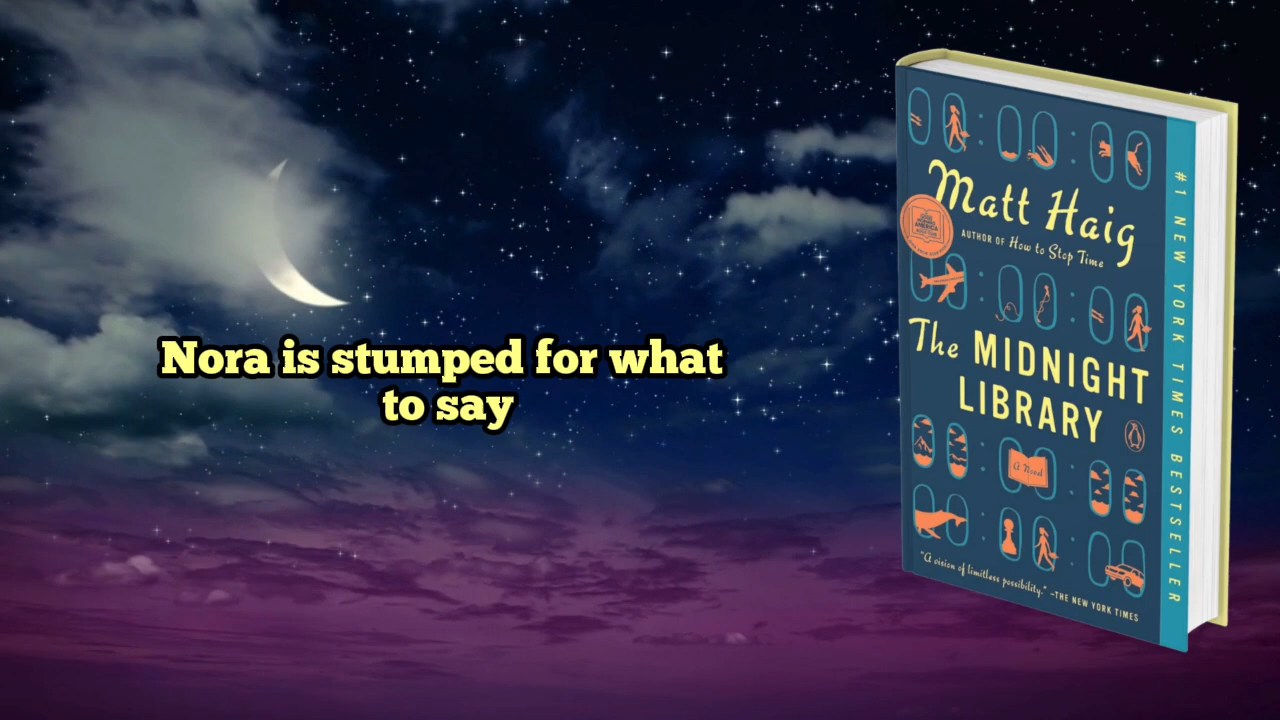 Nora is stumped for what
to say
Matt Haig
AUTHOR OF How to Stop Time
The MIDNIGHT
LIBRARY
A Novel
"A vision of limitless possibility." –THE NEW YORK TIMES
#1 NEW YORK TIMES BESTSELLER